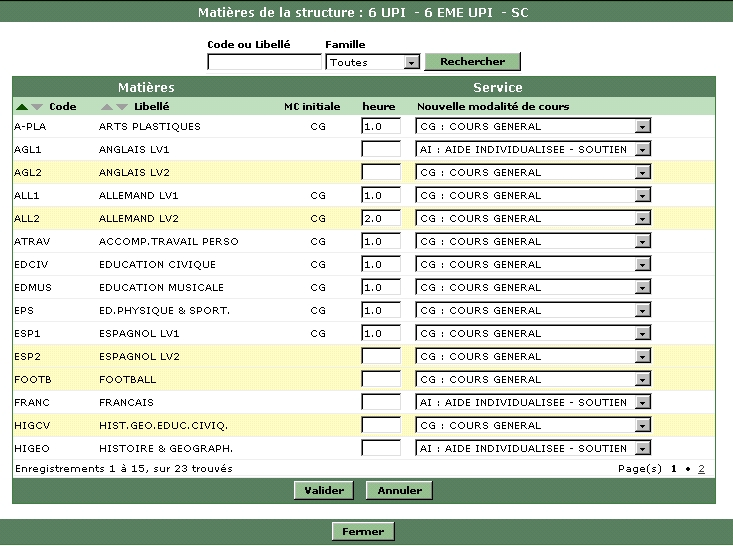 Matières de la structure : 6 UPI - 6 EME UPI - SC
Code ou Libellé Famille
Toutes Rechercher
Matières Service
Code Libellé MC initiale heure Nouvelle modalité de cours
A-PLA ARTS PLASTIQUES CG 1.0 CG : COURS GENERAL
AGL1 ANGLAIS LV1 AI : AIDE INDIVIDUALISEE - SOUTIEN
AGL2 ANGLAIS LV2 CG : COURS GENERAL
ALL1 ALLEMAND LV1 CG 1.0 CG : COURS GENERAL
ALL2 ALLEMAND LV2 CG 2.0 CG : COURS GENERAL
ATRAV ACCOMP.TRAVAIL PERSO CG 1.0 CG : COURS GENERAL
EDCIV EDUCATION CIVIQUE CG 1.0 CG : COURS GENERAL
EDMUS EDUCATION MUSICALE CG 1.0 CG : COURS GENERAL
EPS ED.PHYSIQUE & SPORT. CG 1.0 CG : COURS GENERAL
ESP1 ESPAGNOL LV1 CG 1.0 CG : COURS GENERAL
ESP2 ESPAGNOL LV2 CG : COURS GENERAL
FOOTB FOOTBALL CG : COURS GENERAL
FRANC FRANCAIS AI : AIDE INDIVIDUALISEE - SOUTIEN
HIGCV HIST.GEO.EDUC.CIVIQ. CG : COURS GENERAL
HIGEO HISTOIRE & GEOGRAPH. AI : AIDE INDIVIDUALISEE - SOUTIEN
Enregistrements 1 à 15, sur 23 trouvés Page(s) 1 • 2
Valider Annuler
Fermer